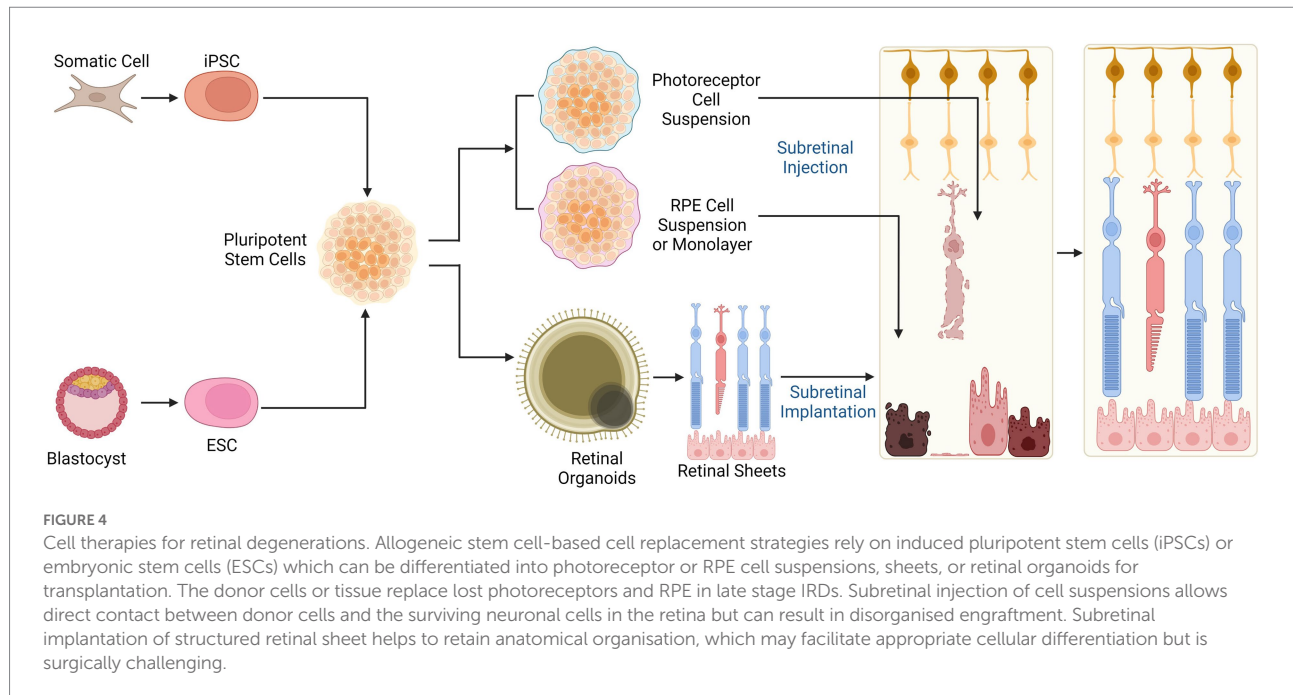 Somatic Cell
iPSC
Photoreceptor
Cell
Suspension
Subretinal
Injection
RPE Cell
Suspension
or Monolayer
Pluripotent
Stem Cells
Blastocyst
ESC
Retinal
Organoids
Retinal Sheets
Subretinal
Implantation
FIGURE 4
Cell therapies for retinal degenerations. Allogeneic stem cell-based cell replacement strategies rely on induced pluripotent stem cells (iPSCs) or
embryonic stem cells (ESCs) which can be differentiated into photoreceptor or RPE cell suspensions, sheets, or retinal organoids for
transplantation. The donor cells or tissue replace lost photoreceptors and RPE in late stage IRDs. Subretinal injection of cell suspensions allows
direct contact between donor cells and the surviving neuronal cells in the retina but can result in disorganised engraftment. Subretinal
implantation of structured retinal sheet helps to retain anatomical organisation, which may facilitate appropriate cellular differentiation but is
surgically challenging.